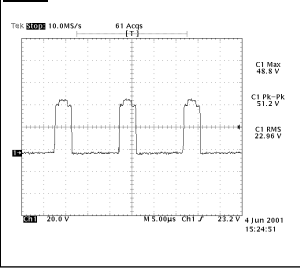 Tek Stop: 10.0MS/s 61 Acqs
[T]
C1 Max
48.8 V
C1 Pk-Pk
51.2 V
C1 RMS
22.96 V
1
Ch1 20.0 V M 5.00µs Ch1 23.2 V
4 Jun 2001
15:24:51